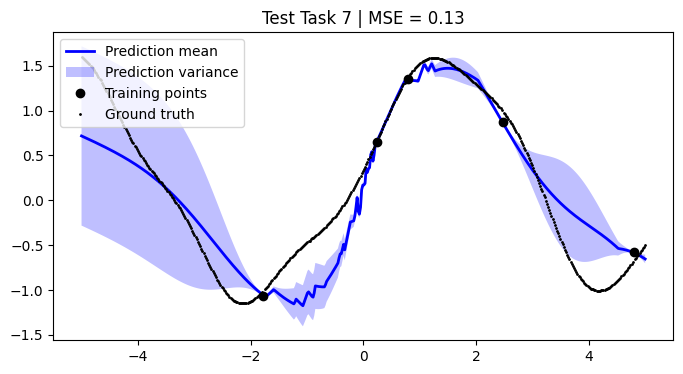 Test Task 7 | MSE = 0.13
Prediction mean
Prediction variance
Training points
Ground truth
1.5
1.0
0.5
0.0
−0.5
−1.0
−1.5
−4
−2
0
2
4